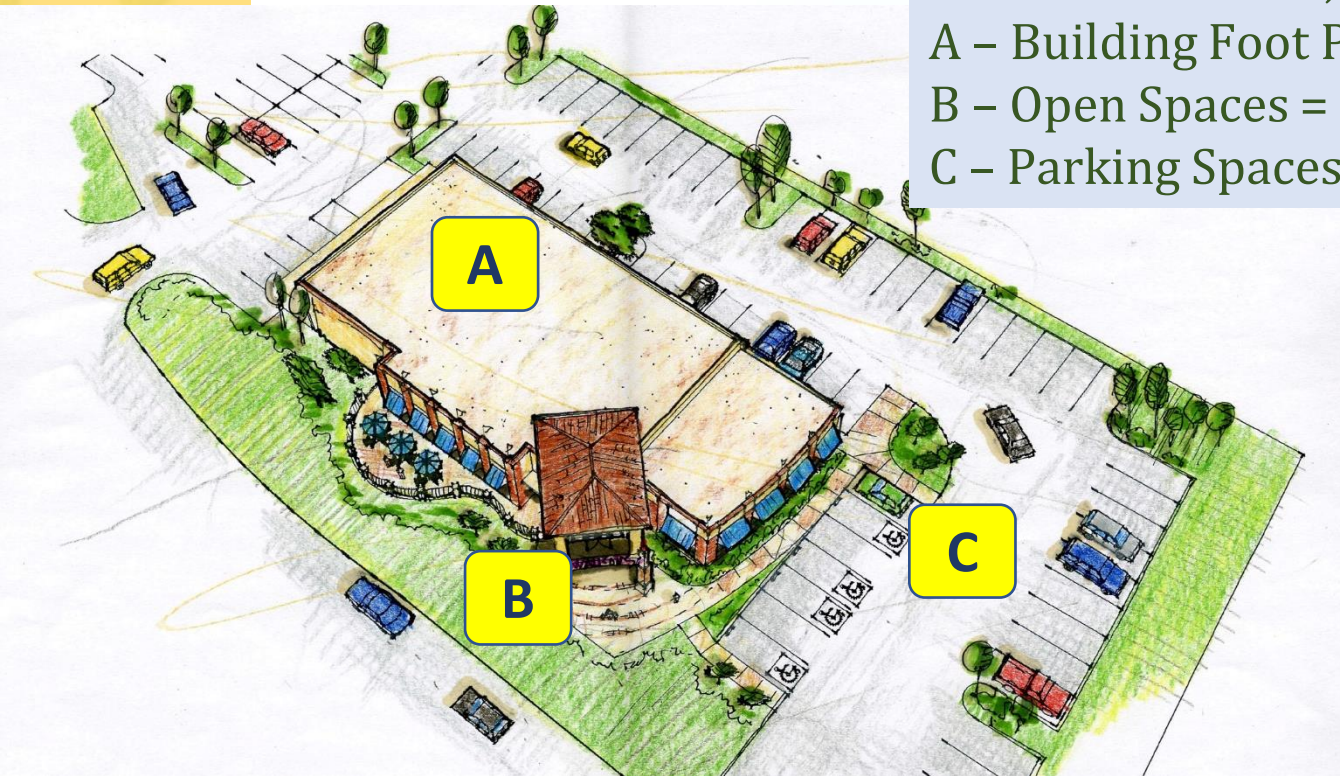 A – Building Foot
B – Open Spaces =
C – Parking Spaces
A
B
C